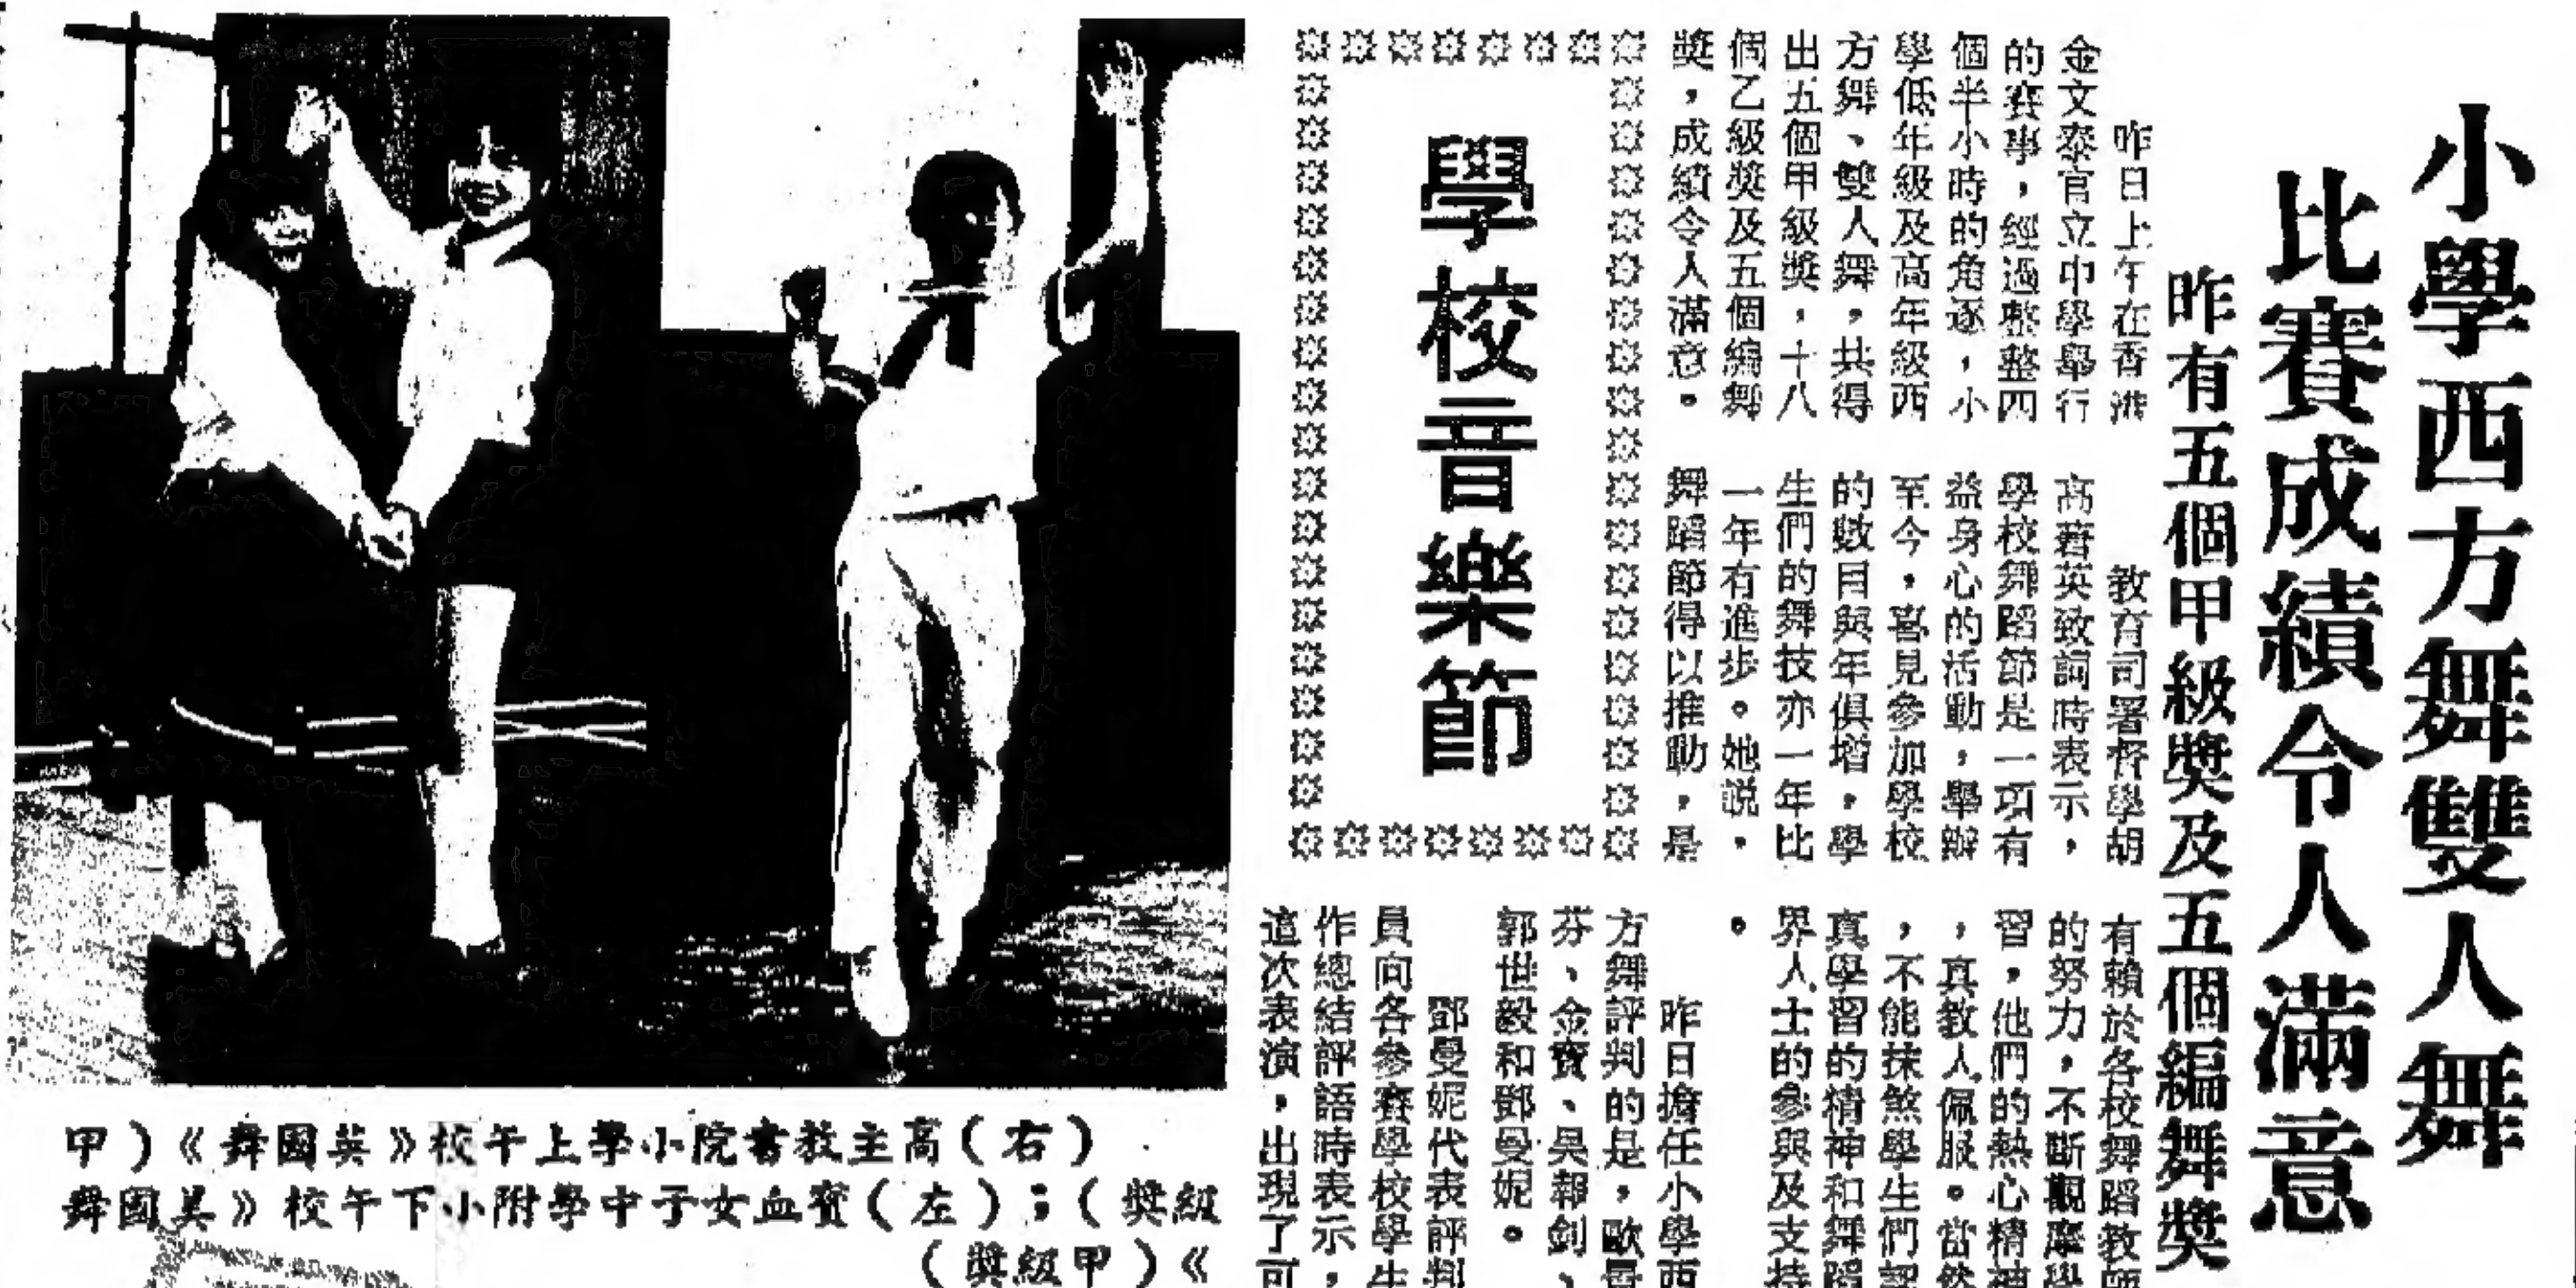 小學西方舞雙人舞
比賽成績令人滿意
昨有五個甲級獎及五個編舞獎
學校音樂節
昨日上午在香港
金文泰官立中學舉行
的賽事，經過整整四
個半小時的角逐，小
學低年級及高年級西
方舞、雙人舞，共得
出五個甲級獎，十八
個乙級獎及五個編舞
獎，成績令人滿意。
教育司署督學胡
高君英致詞時表示，
學校舞蹈節是一項有
益身心的活動，舉辦
至今，喜見參加學校
的數目與年俱增，學
生們的舞技亦一年比
一年有進步。她說，
舞蹈節得以推動，是
有賴於各校舞蹈教師
的努力，不斷觀摩學
習，他們的熱心精神
，真教人佩服。當然
，不能抹煞學生們認
真學習的精神和舞蹈
界人士的參與及支持
。
昨日擔任小學西
方舞評判的是，歐
芬、金寶、吳報釗、
郭世毅和鄧曼妮。
鄧曼妮代表評判
員向各參賽學校學生
作總結評語時表示，
這次表演，出現了可
（右）高主教書院小學上午校《英國舞》（甲
級獎）；（左）寶血女子中學附小下午校《美國舞
》（甲級獎）